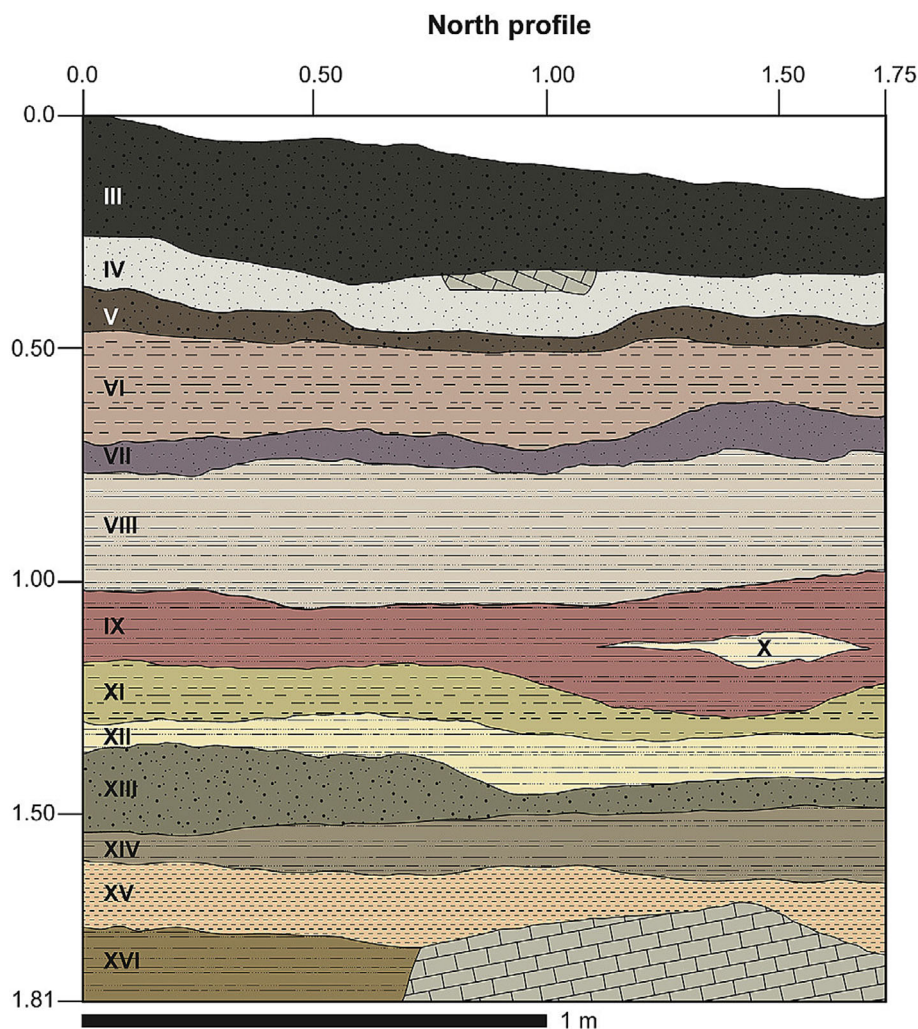 North profile
0.0 0.50 1.00 1.50 1.75
0.0
III
IV
V
0.50
VI
VII
VIII
1.00
IX
X
XI
XII
XIII
1.50
XIV
XV
XVI
1.81
1 m